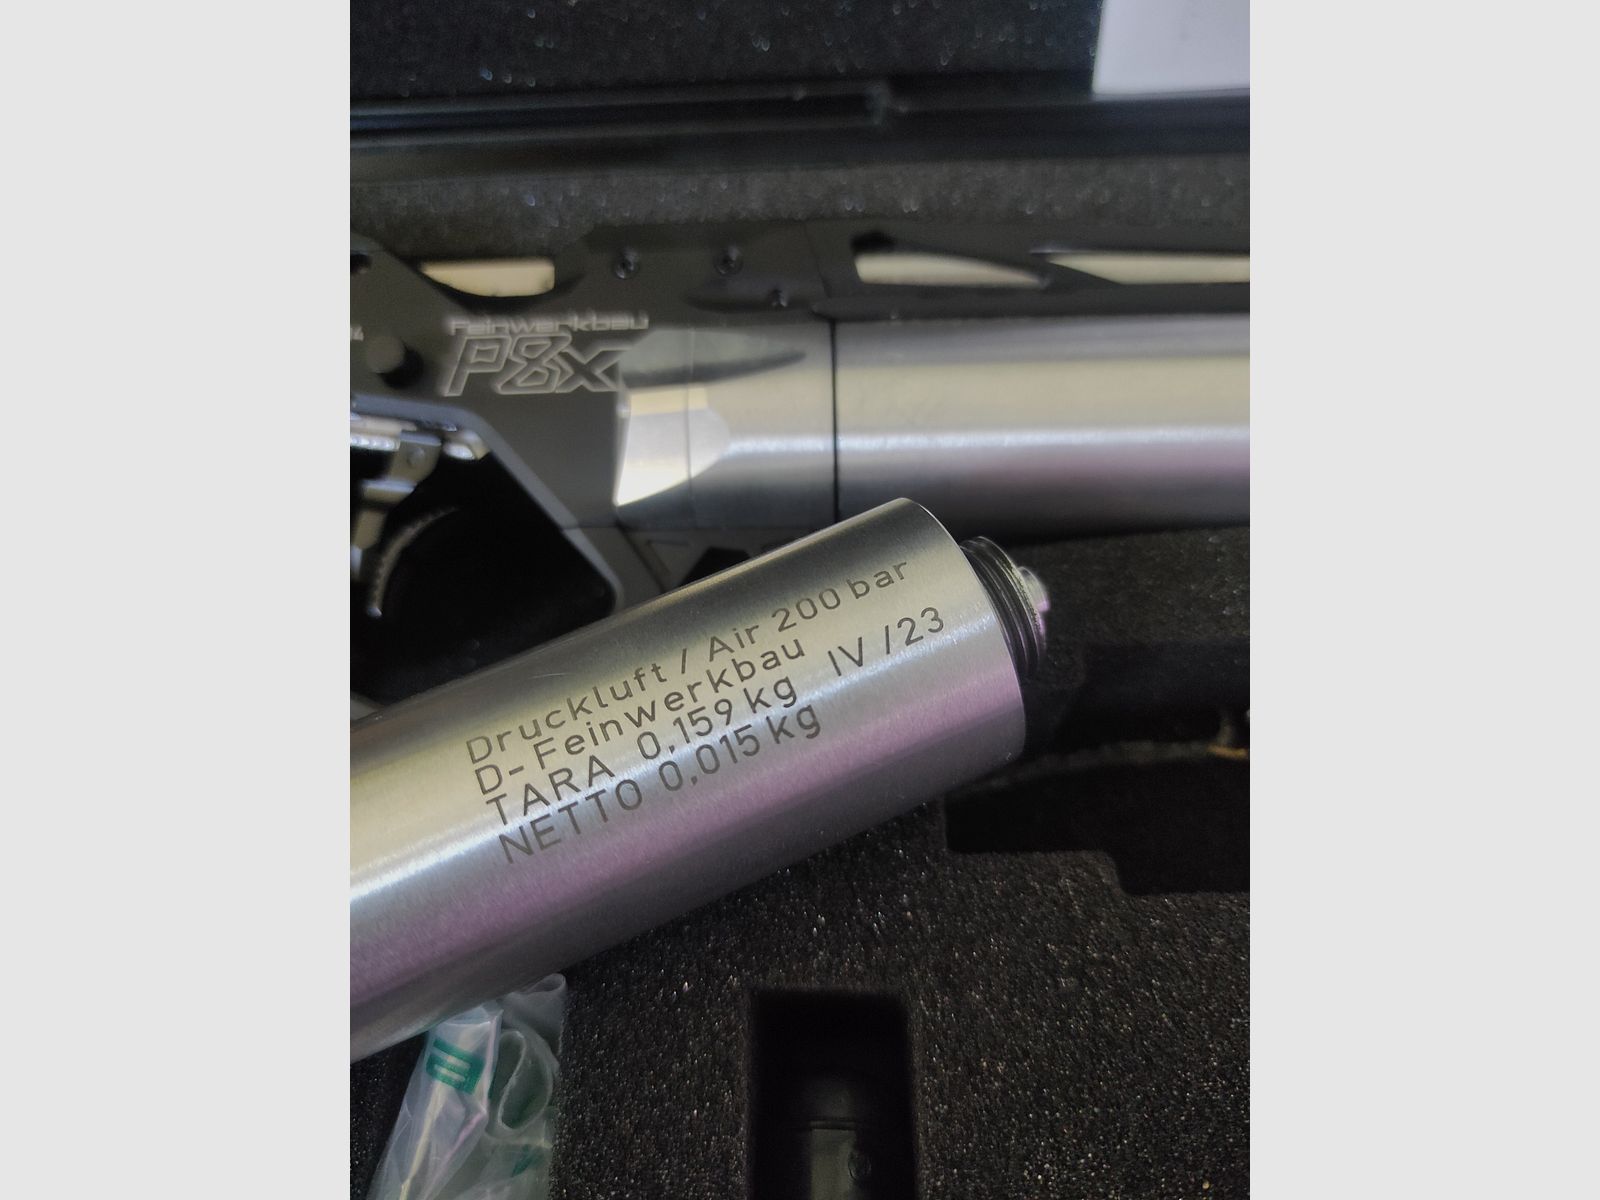 Feinwerkbau
P8X
Druckluft / Air 200 bar
D-Feinwerkbau IV /23
TARA 0,159 kg
NETTO 0,015 kg